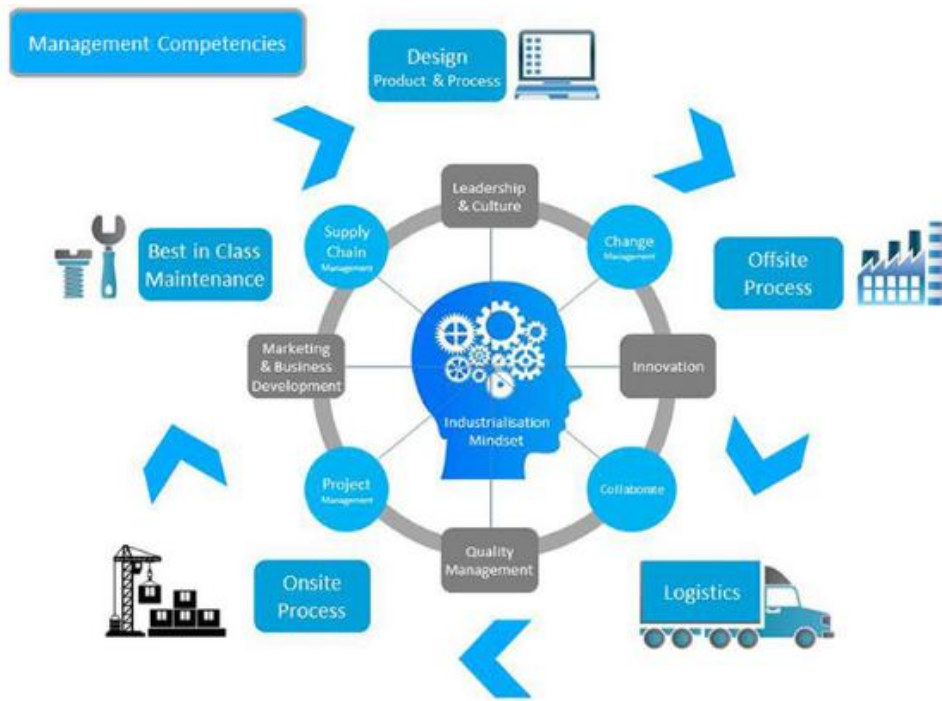 Management Competencies
Design
Product & Process
Leadership
& Culture
Supply
Chain
Management
Change
Management
Best in Class
Maintenance
Offsite
Process
Marketing
& Business
Development
Innovation
Industrialisation
Mindset
Project
Management
Collaborate
Quality
Management
Onsite
Process
Logistics